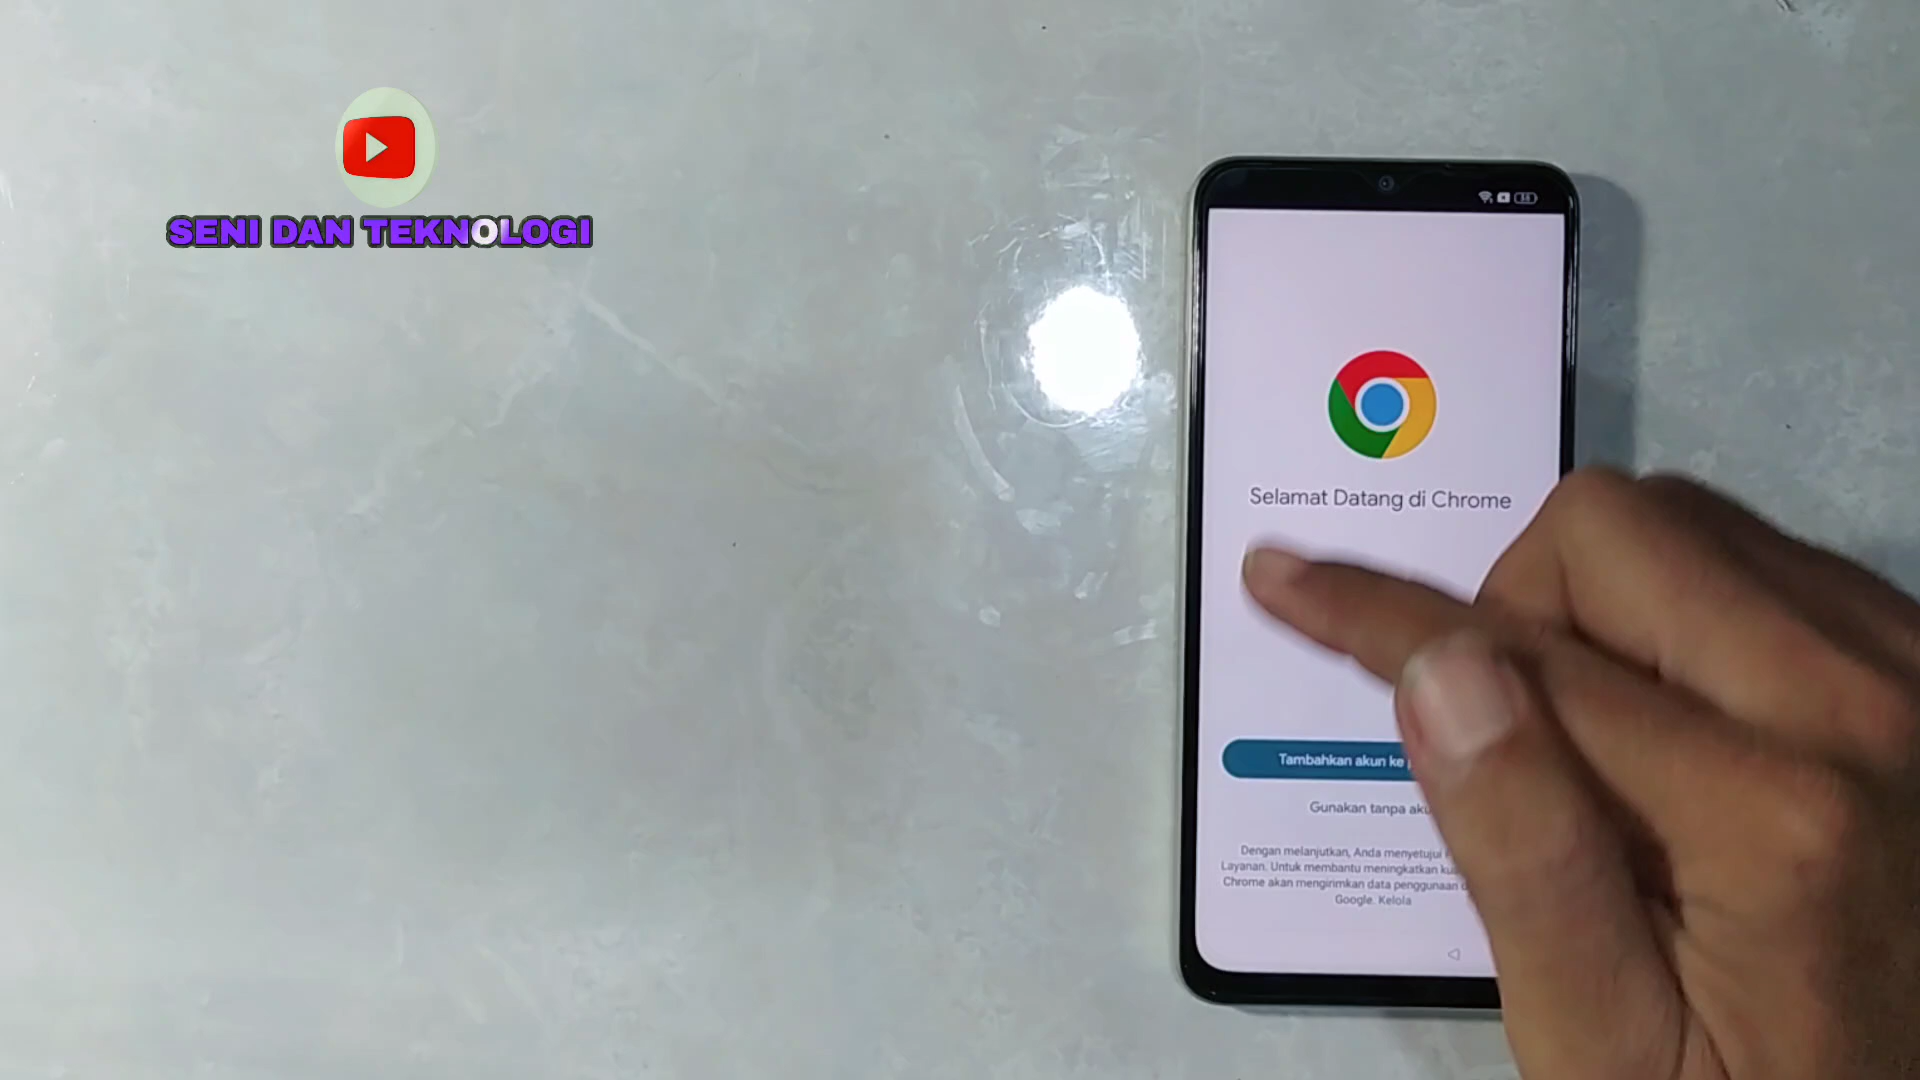 SENI DAN TEKNOLOGI
Selamat Datang di Chrome
Tambahkan akun ke
Gunakan tanpa
Dengan melanjutkan, Anda menyetujui
Layanan. Untuk membantu meningkatkan
Chrome akan mengirimkan data penggunaan
Google. Kelola